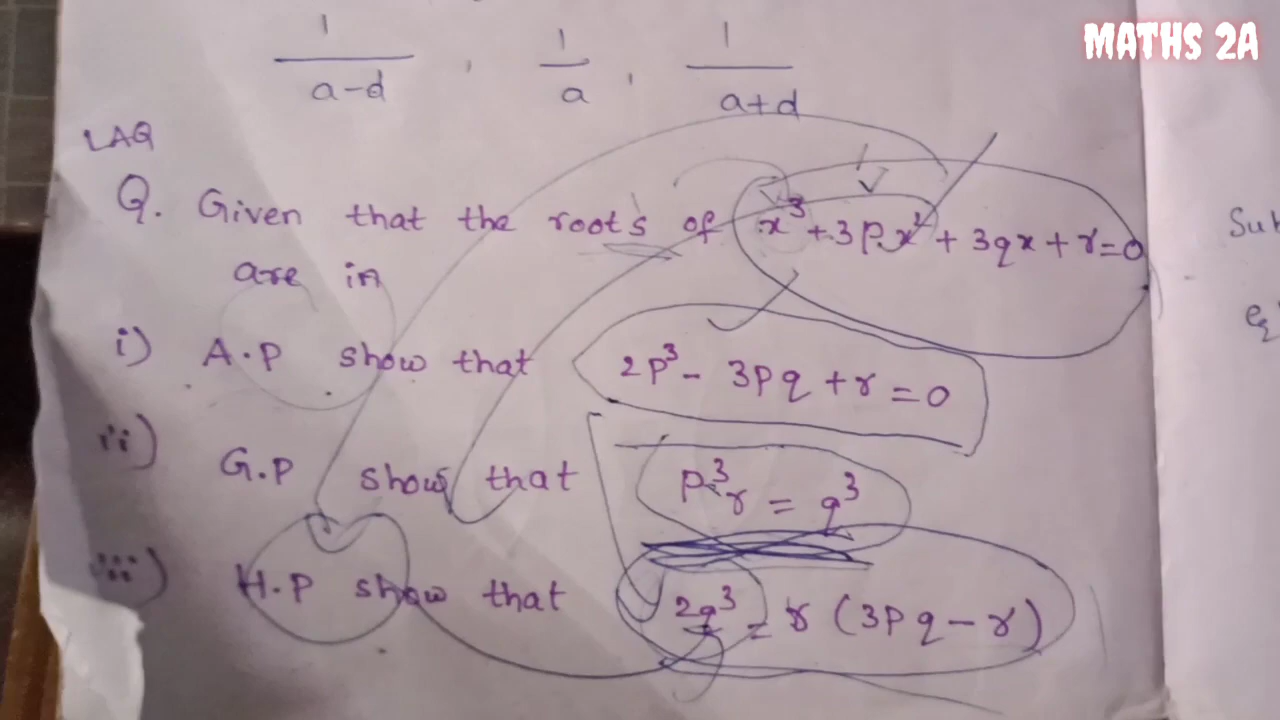 MATHS 2A
1/(a-d) , 1/a , 1/(a+d)
LAQ
Q. Given that the roots of x³ + 3px² + 3qx + r = 0
are in
i) A.P show that 2p³ - 3pq + r = 0
ii) G.P show that p³r = q³
iii) H.P show that 2q³ = r (3pq - r)
Sub